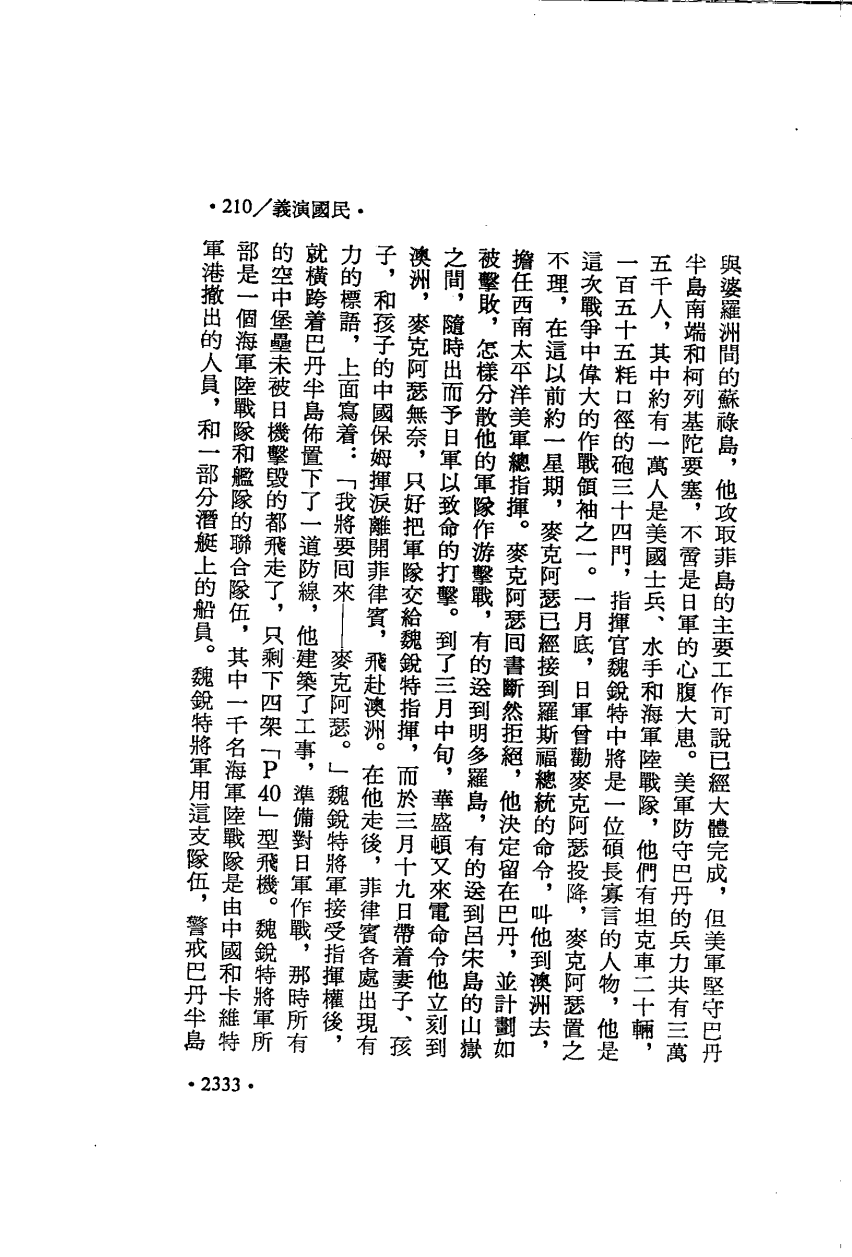 ·210／義演國民·
與婆羅洲間的蘇祿島，他攻取菲島的主要工作可說已經大體完成，但美軍堅守巴丹
半島南端和柯列基陀要塞，不啻是日軍的心腹大患。美軍防守巴丹的兵力共有三萬
五千人，其中約有一萬人是美國士兵、水手和海軍陸戰隊，他們有坦克車二十輛，
一百五十五粍口徑的砲三十四門，指揮官魏銳特中將是一位碩長寡言的人物，他是
這次戰爭中偉大的作戰領袖之一。一月底，日軍曾勸麥克阿瑟投降，麥克阿瑟置之
不理，在這以前約一星期，麥克阿瑟已經接到羅斯福總統的命令，叫他到澳洲去，
擔任西南太平洋美軍總指揮。麥克阿瑟回書斷然拒絕，他決定留在巴丹，並計劃如
被擊敗，怎樣分散他的軍隊作游擊戰，有的送到明多羅島，有的送到呂宋島的山嶽
之間，隨時出而予日軍以致命的打擊。到了三月中旬，華盛頓又來電命令他立刻到
澳洲，麥克阿瑟無奈，只好把軍隊交給魏銳特指揮，而於三月十九日帶着妻子、孩
子，和孩子的中國保姆揮淚離開菲律賓，飛赴澳洲。在他走後，菲律賓各處出現有
力的標語，上面寫着：「我將要回來——麥克阿瑟。」魏銳特將軍接受指揮權後，
就橫跨着巴丹半島佈置下了一道防線，他建築了工事，準備對日軍作戰，那時所有
的空中堡壘未被日機擊毀的都飛走了，只剩下四架「P40」型飛機。魏銳特將軍所
部是一個海軍陸戰隊和艦隊的聯合隊伍，其中一千名海軍陸戰隊是由中國和卡維特
軍港撤出的人員，和一部分潛艇上的船員。魏銳特將軍用這支隊伍，警戒巴丹半島
·2333·